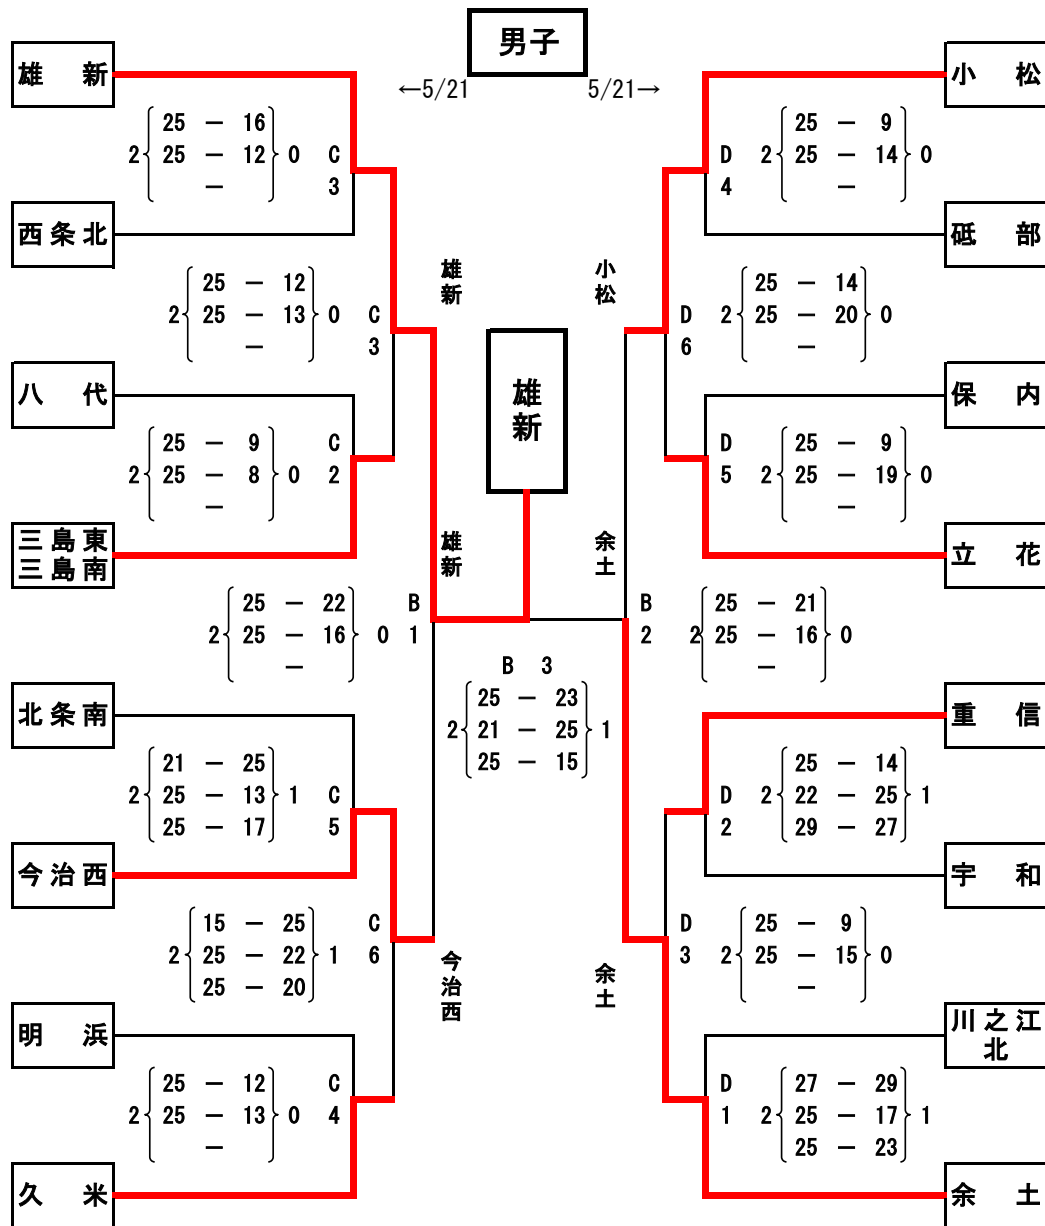 男子
←5/21 5/21→
雄 新
小 松
25 — 16
2 25 — 12 0 C
— 3
25 — 9
D 2 25 — 14 0
4 —
西条北
砥 部
雄新
小松
25 — 12
2 25 — 13 0 C
— 3
25 — 14
D 2 25 — 20 0
6 —
雄新
八 代
保 内
25 — 9 C
2 25 — 8 0 2
—
D 25 — 9
5 2 25 — 19 0
—
三島東
三島南
立 花
雄新
余土
25 — 22 B
2 25 — 16 0 1
—
B 25 — 21
2 2 25 — 16 0
—
B 3
25 — 23
2 21 — 25 1
25 — 15
北条南
重 信
21 — 25
2 25 — 13 1 C
25 — 17 5
25 — 14
D 2 22 — 25 1
2 29 — 27
今治西
宇 和
15 — 25 C
2 25 — 22 1 6
25 — 20
D 25 — 9
3 2 25 — 15 0
—
今治西
余土
明 浜
川之江
北
25 — 12 C
2 25 — 13 0 4
—
D 27 — 29
1 2 25 — 17 1
25 — 23
久 米
余 土